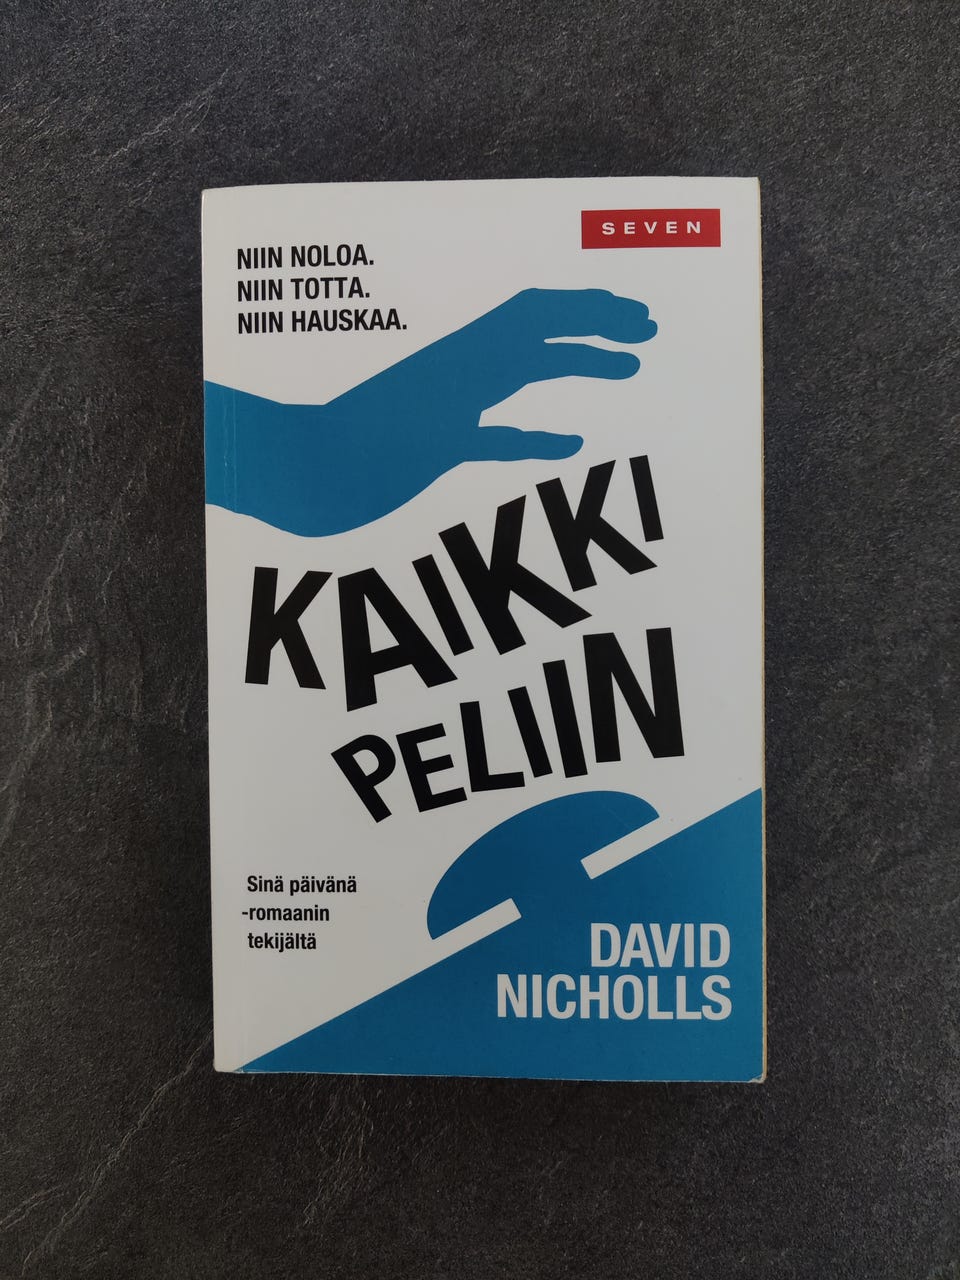 SEVEN
NIIN NOLOA.
NIIN TOTTA.
NIIN HAUSKAA.
KAIKKI
PELIIN
Sinä päivänä
-romaanin
tekijältä
DAVID
NICHOLLS